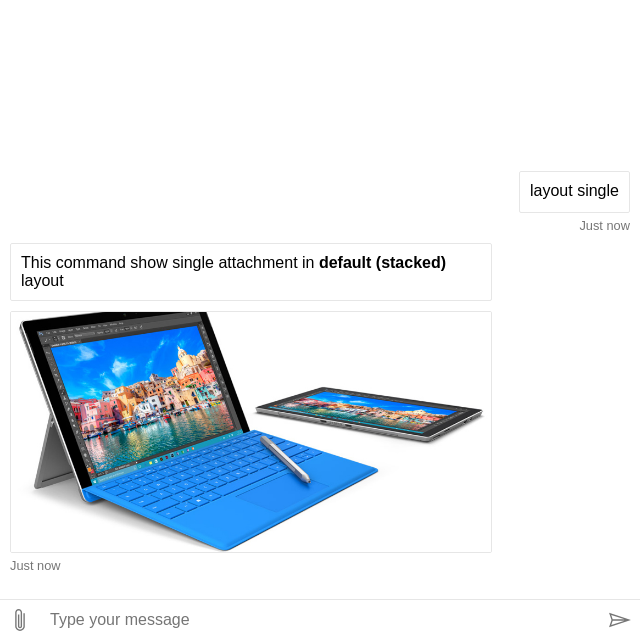 layout single
Just now
This command show single attachment in default (stacked)
layout
Just now
Type your message